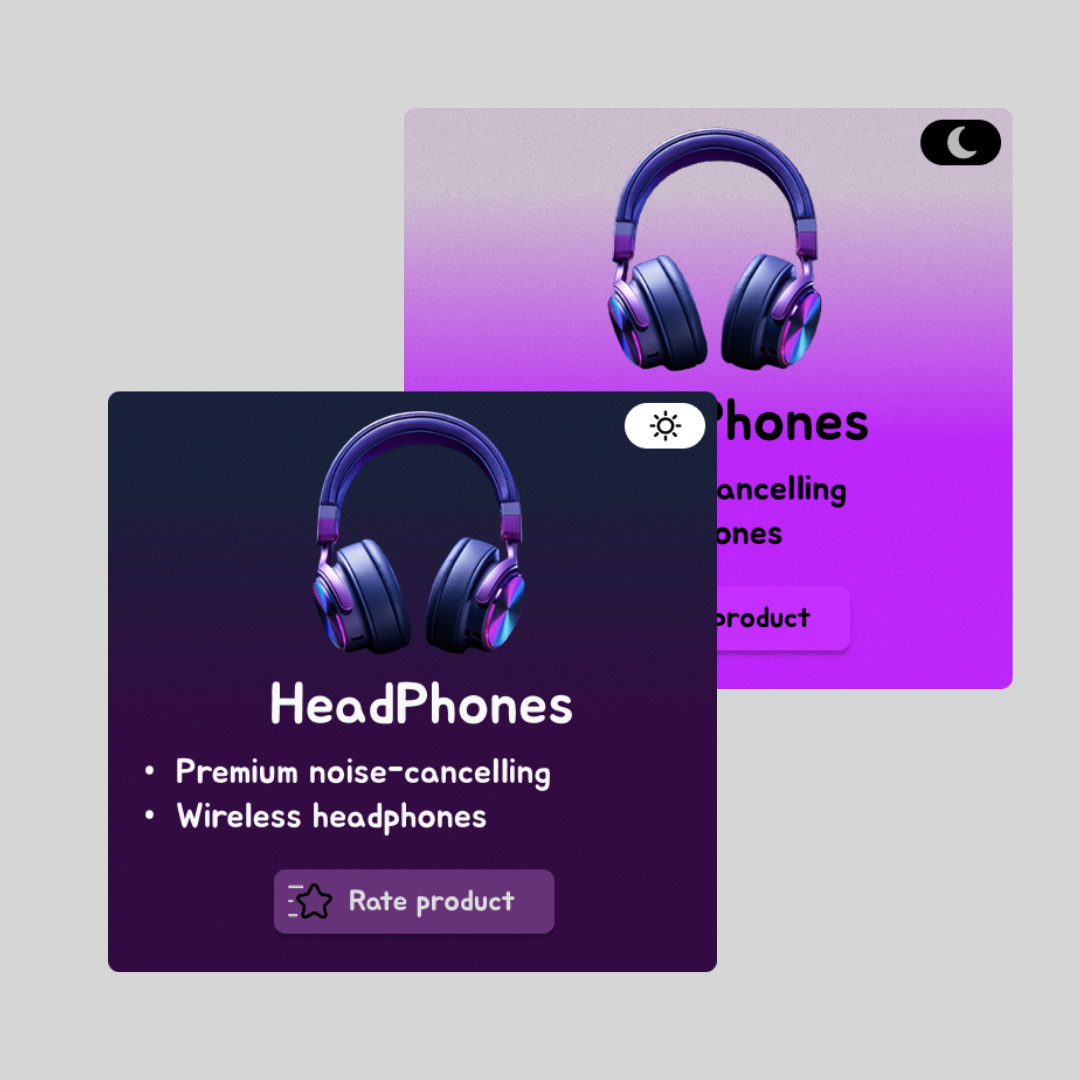 Phones
ancelling
ones
product
HeadPhones
• Premium noise-cancelling
• Wireless headphones
Rate product